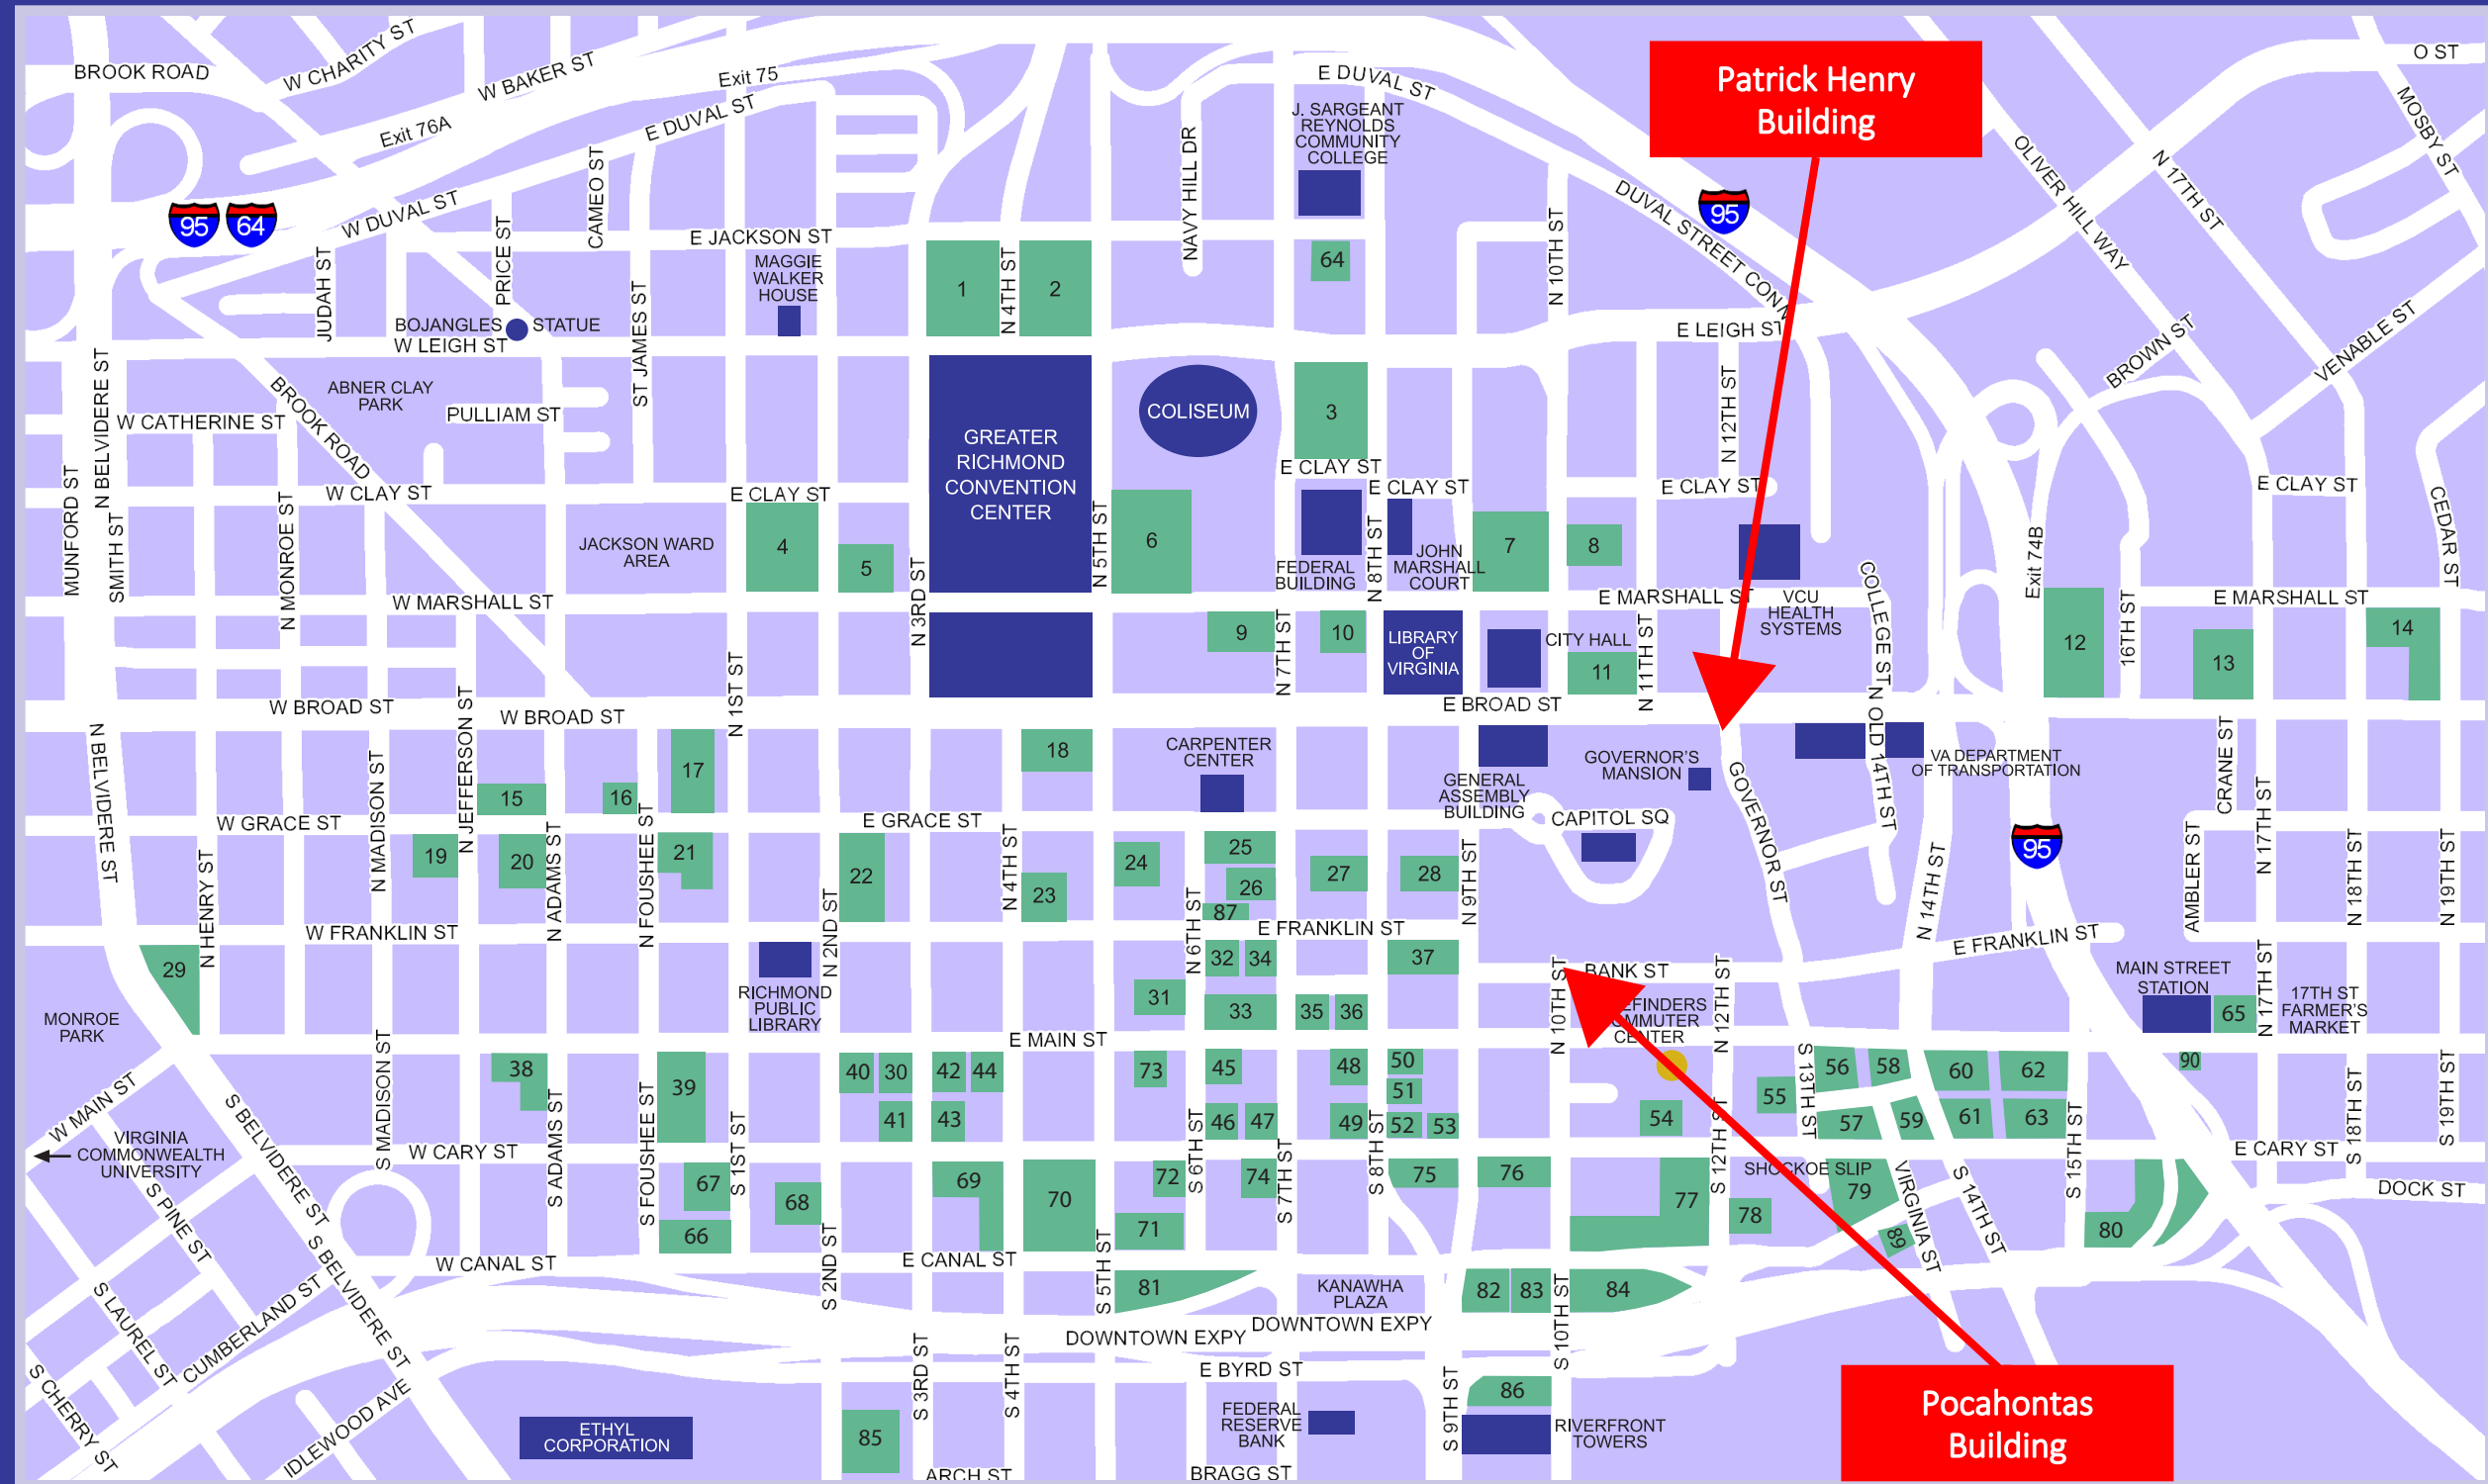 BROOK ROAD
W CHARITY ST
W BAKER ST
Exit 75
Exit 76A
E DUVAL ST
E DUVAL ST
O ST
MOSBY ST
Patrick Henry
Building
J. SARGEANT
REYNOLDS
COMMUNITY
COLLEGE
NAVY HILL DR
OLIVER HILL WAY
N 17TH ST
95
64
W DUVAL ST
CAMEO ST
PRICE ST
JUDAH ST
E JACKSON ST
MAGGIE
WALKER
HOUSE
1
N 4TH ST
2
64
N 10TH ST
DUVAL STREET CONN
95
BOJANGLES
STATUE
W LEIGH ST
ST JAMES ST
E LEIGH ST
BROWN ST
VENABLE ST
ABNER CLAY
PARK
BROOK ROAD
PULLIAM ST
W CATHERINE ST
N BELVIDERE ST
MUNFORD ST
SMITH ST
N MONROE ST
W CLAY ST
E CLAY ST
GREATER
RICHMOND
CONVENTION
CENTER
COLISEUM
3
E CLAY ST
E CLAY ST
N 12TH ST
E CLAY ST
E CLAY ST
CEDAR ST
JACKSON WARD
AREA
4
5
N 3RD ST
N 5TH ST
6
FEDERAL
BUILDING
N 8TH ST
JOHN
MARSHALL
COURT
7
8
COLLEGE ST
Exit 74B
W MARSHALL ST
E MARSHALL ST
VCU
HEALTH
SYSTEMS
E MARSHALL ST
12
16TH ST
13
14
9
N 7TH ST
10
LIBRARY
OF
VIRGINIA
CITY HALL
11
N 11TH ST
N 1ST ST
W BROAD ST
W BROAD ST
E BROAD ST
N BELVIDERE ST
N MADISON ST
N JEFFERSON ST
17
18
CARPENTER
CENTER
GENERAL
ASSEMBLY
BUILDING
GOVERNOR'S
MANSION
GOVERNOR ST
N OLD 14TH ST
VA DEPARTMENT
OF TRANSPORTATION
CRANE ST
15
16
W GRACE ST
E GRACE ST
CAPITOL SQ
95
19
20
N ADAMS ST
N FOUSHEE ST
21
22
N 4TH ST
23
24
25
26
87
27
28
N 9TH ST
N 14TH ST
AMBLER ST
N 17TH ST
N 18TH ST
N 19TH ST
N HENRY ST
W FRANKLIN ST
E FRANKLIN ST
E FRANKLIN ST
29
RICHMOND
PUBLIC
LIBRARY
N 2ND ST
N 6TH ST
32
34
37
31
33
35
36
N 10TH ST
BANK ST
N 12TH ST
MAIN STREET
STATION
65
N 17TH ST
17TH ST
FARMER'S
MARKET
MONROE
PARK
COMMUTER
CENTER
E MAIN ST
W MAIN ST
S MADISON ST
38
39
40
30
42
44
41
43
73
45
46
47
48
49
50
51
52
53
54
55
S 13TH ST
56
58
57
59
60
62
61
63
90
VIRGINIA
COMMONWEALTH
UNIVERSITY
S BELVIDERE ST
W CARY ST
E CARY ST
S ADAMS ST
S FOUSHEE ST
S 1ST ST
67
68
66
69
70
72
71
S 6TH ST
74
S 7TH ST
S 8TH ST
75
76
77
S 12TH ST
78
SHOCKOE SLIP
79
89
VIRGINIA ST
S 14TH ST
S 15TH ST
80
S 18TH ST
S 19TH ST
DOCK ST
S PINE ST
S LAUREL ST
S CHERRY ST
CUMBERLAND ST
S BELVIDERE ST
IDLEWOOD AVE
W CANAL ST
E CANAL ST
S 2ND ST
S 5TH ST
81
KANAWHA
PLAZA
82
83
S 10TH ST
84
DOWNTOWN EXPY
DOWNTOWN EXPY
E BYRD ST
S 3RD ST
S 4TH ST
S 9TH ST
86
ETHYL
CORPORATION
85
FEDERAL
RESERVE
BANK
RIVERFRONT
TOWERS
ARCH ST
BRAGG ST
Pocahontas
Building